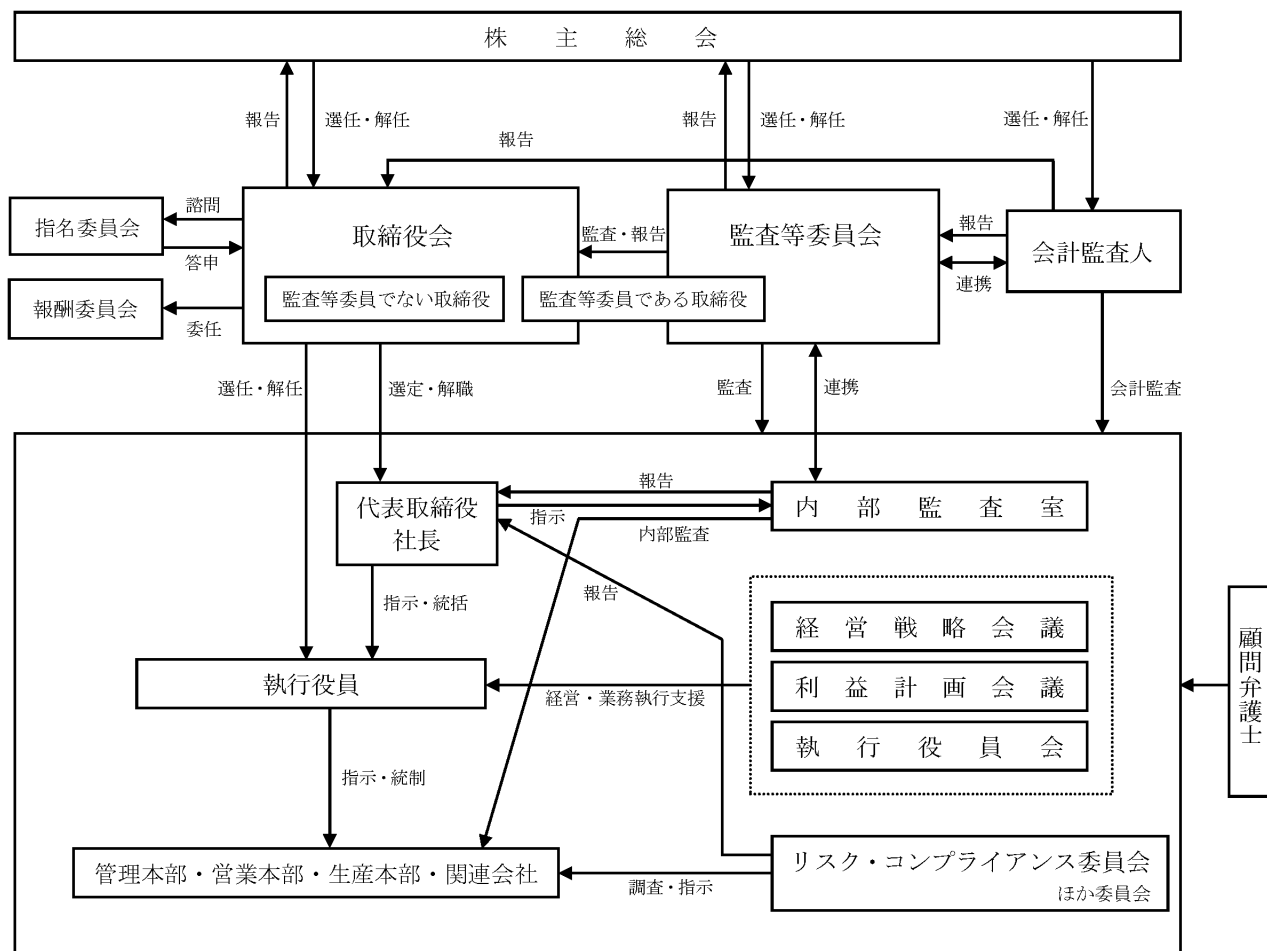 株主総会
報告
選任・解任
報告
選任・解任
選任・解任
報告
指名委員会
諮問
答申
取締役会
監査・報告
監査等委員会
報告
連携
会計監査人
報酬委員会
委任
監査等委員でない取締役
監査等委員である取締役
選任・解任
選定・解職
監査
連携
会計監査
代表取締役
社長
報告
指示
内部監査
内部監査室
指示・統括
報告
経営戦略会議
利益計画会議
執行役員会
執行役員
経営・業務執行支援
顧問弁護士
指示・統制
管理本部・営業本部・生産本部・関連会社
調査・指示
リスク・コンプライアンス委員会
ほか委員会